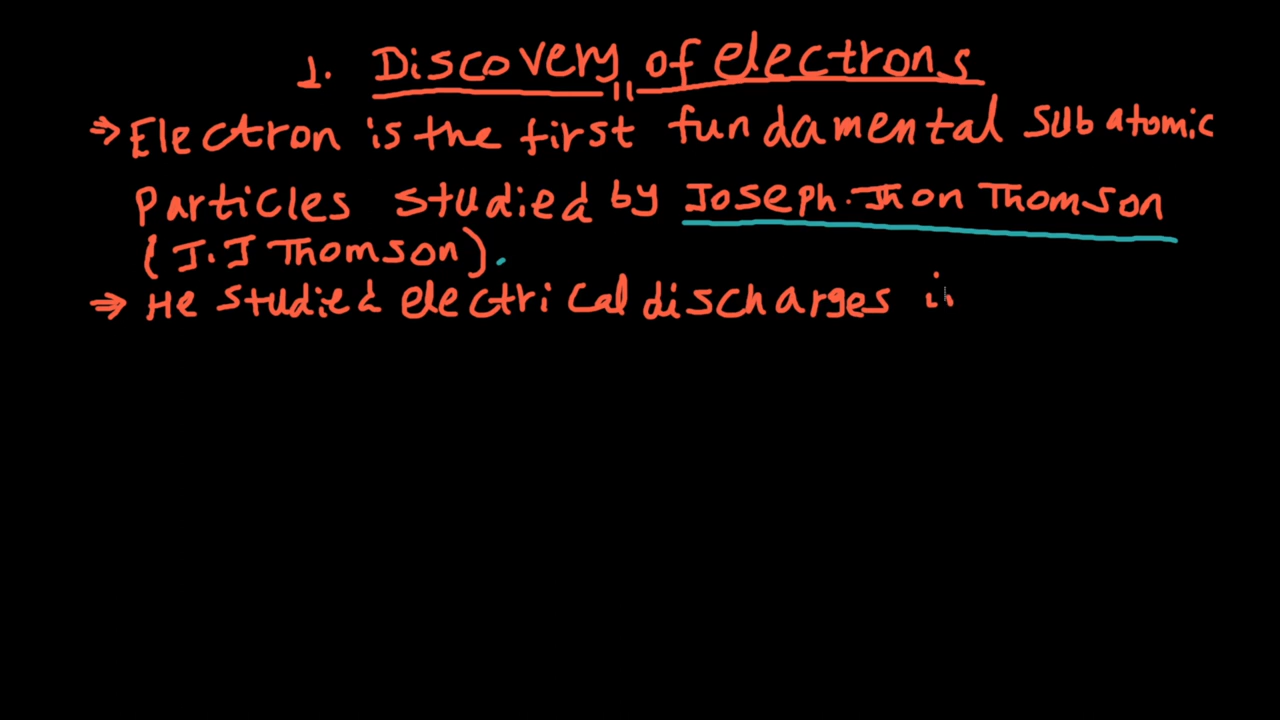 1. Discovery of electrons
⇒ Electron is the first fundamental subatomic
Particles studied by Joseph. Jhon Thomson
(J.J Thomson).
⇒ He studied electrical discharges i